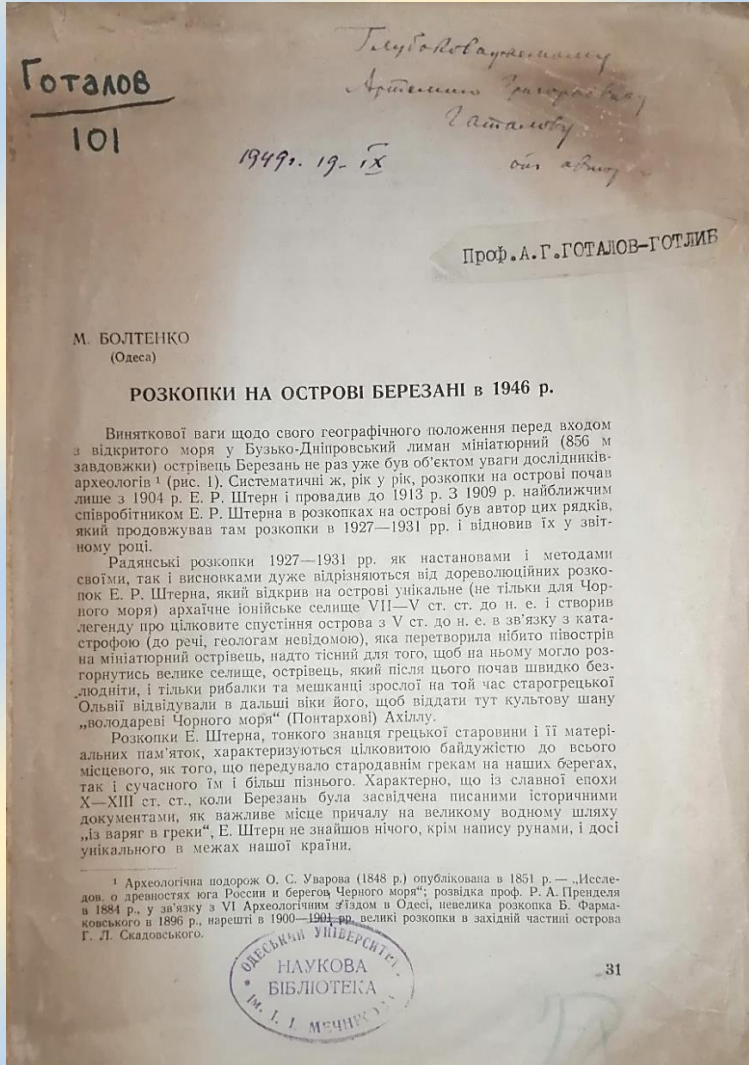 Готалов
101
Глубокоуважаемому
Артемию Григорьевичу
Готалову
от автора
1949г. 19-IX
Проф.А.Г.ГОТАЛОВ-ГОТЛИБ
М. БОЛТЕНКО
(Одеса)
РОЗКОПКИ НА ОСТРОВІ БЕРЕЗАНІ в 1946 р.
Виняткової ваги щодо свого географічного положення перед входом
з відкритого моря у Бузько-Дніпровський лиман мініатюрний (856 м
завдовжки) острівець Березань не раз уже був об’єктом уваги дослідників-
археологів ¹ (рис. 1). Систематичні ж, рік у рік, розкопки на острові почав
лише з 1904 р. Е. Р. Штерн і провадив до 1913 р. З 1909 р. найближчим
співробітником Е. Р. Штерна в розкопках на острові був автор цих рядків,
який продовжував там розкопки в 1927—1931 рр. і відновив їх у звіт-
ному році.
Радянські розкопки 1927—1931 рр. як настановами і методами
своїми, так і висновками дуже відрізняються від дореволюційних розко-
пок Е. Р. Штерна, який відкрив на острові унікальне (не тільки для Чор-
ного моря) архаїчне іонійське селище VII—V ст. ст. до н. е. і створив
легенду про цілковите спустіння острова з V ст. до н. е. в зв’язку з ката-
строфою (до речі, геологам невідомою), яка перетворила нібито півострів
на мініатюрний острівець, надто тісний для того, щоб на ньому могло роз-
горнутись велике селище, острівець, який після цього почав швидко без-
людніти, і тільки рибалки та мешканці зрослої на той час старогрецької
Ольвії відвідували в дальші віки його, щоб віддати тут культову шану
„володареві Чорного моря“ (Понтархові) Ахіллу.
Розкопки Е. Штерна, тонкого знавця грецької старовини і її матері-
альних пам’яток, характеризуються цілковитою байдужістю до всього
місцевого, як того, що передувало стародавнім грекам на наших берегах,
так і сучасного їм і більш пізнього. Характерно, що із славної епохи
X—XIII ст. ст., коли Березань була засвідчена писаними історичними
документами, як важливе місце причалу на великому водному шляху
„із варяг в греки“, Е. Штерн не знайшов нічого, крім напису рунами, і досі
унікального в межах нашої країни.
¹ Археологічна подорож О. С. Уварова (1848 р.) опублікована в 1851 р. — „Иссле-
дов. о древностях юга России и берегов Черного моря“; розвідка проф. Р. А. Пренделя
в 1884 р., у зв’язку з VI Археологічним з’їздом в Одесі, невелика розкопка Б. Фарма-
ковського в 1896 р., нарешті в 1900—1901 рр. великі розкопки в західній частині острова
Г. Л. Скадовського.
ОДЕСЬКИЙ УНІВЕРСИТЕТ
НАУКОВА
БІБЛІОТЕКА
ІМ. І. І. МЕЧНІКОВА
31